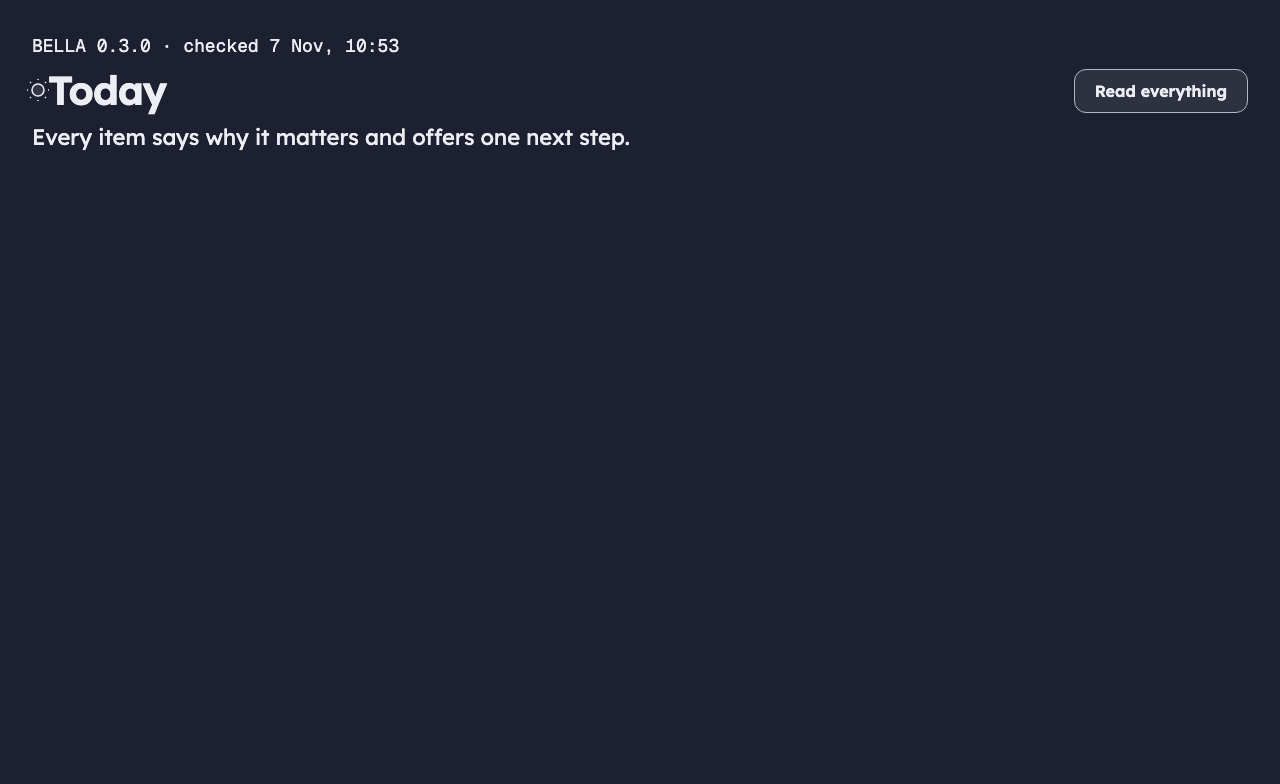 BELLA 0.3.0 · checked 7 Nov, 10:53
Today
Read everything
Every item says why it matters and offers one next step.